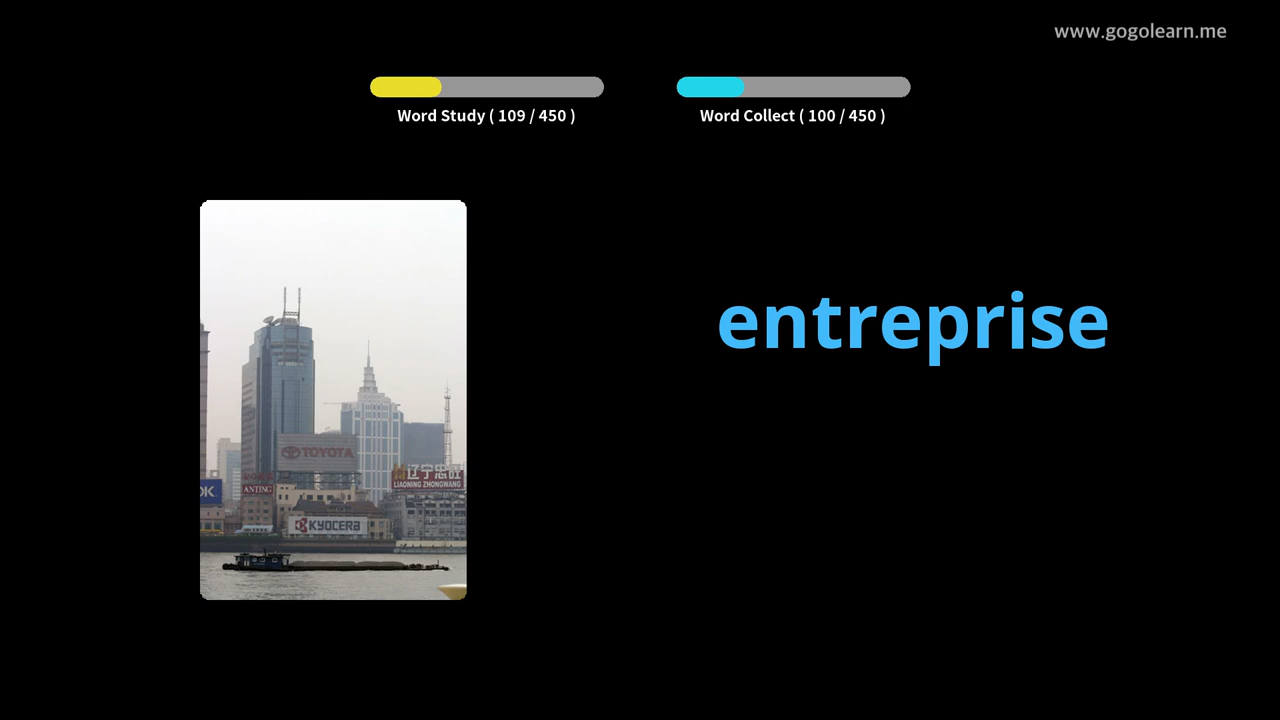 www.gogolearn.me
Word Study ( 109 / 450 )
Word Collect ( 100 / 450 )
entreprise
TOYOTA
辽宁忠旺
LIAONING ZHONGWANG
ANTING
OK
KYOCERA